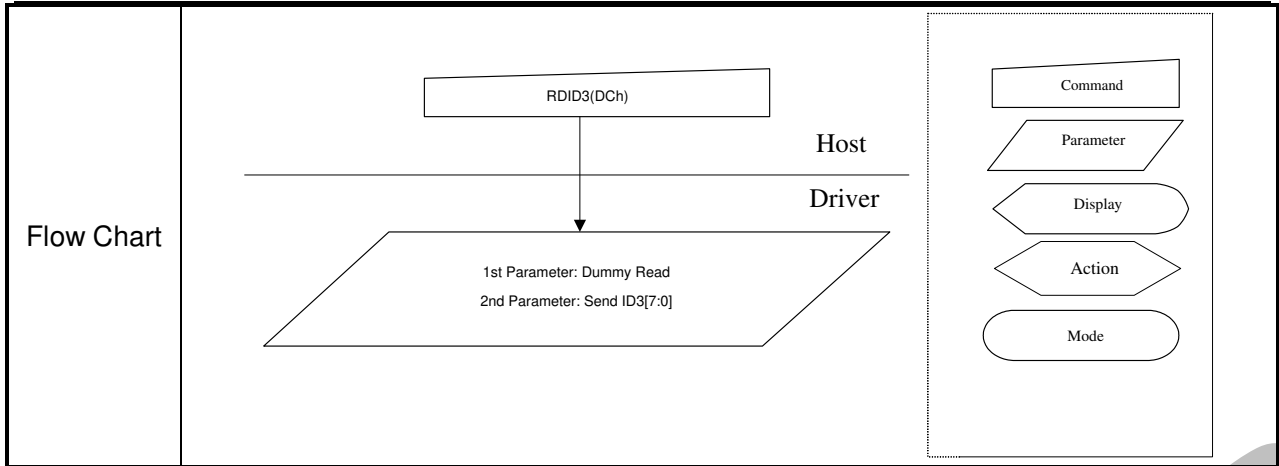 Flow Chart
RDID3(DCh)
Host
Driver
1st Parameter: Dummy Read
2nd Parameter: Send ID3[7:0]
Command
Parameter
Display
Action
Mode